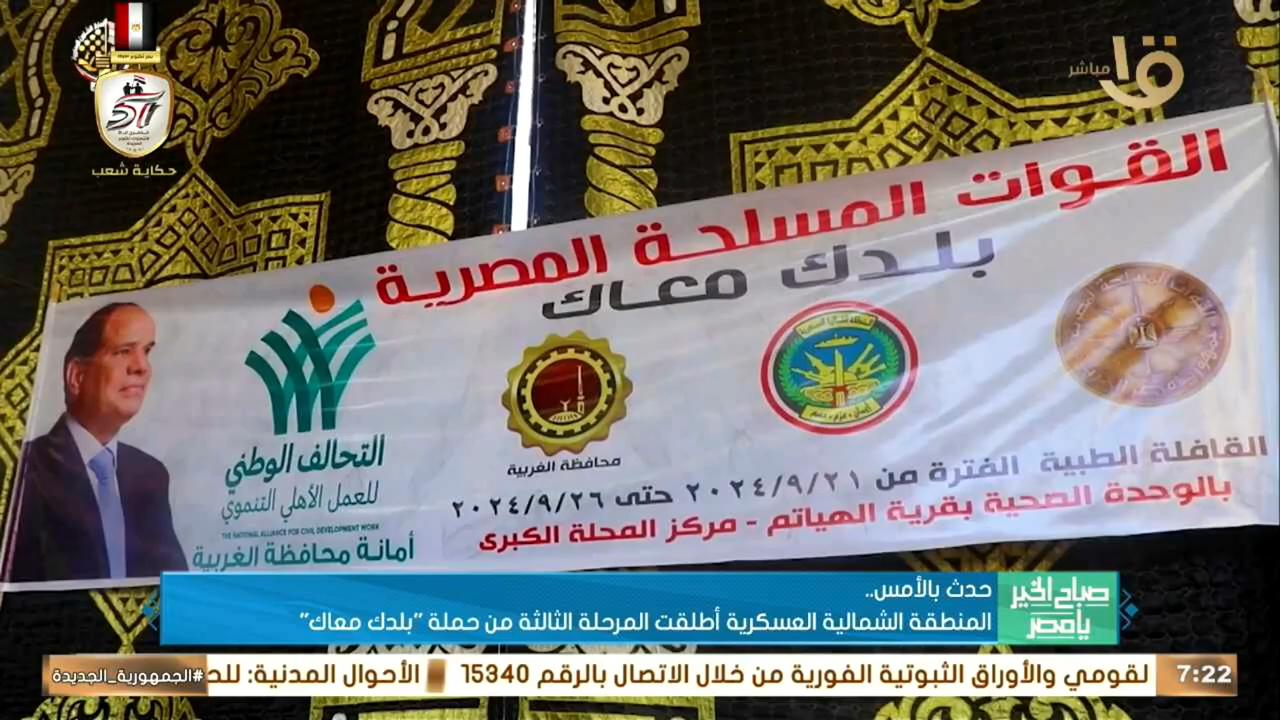 مباشر
حكاية شعب
القوات المسلحة المصرية
بلدك معاك
محافظة الغربية
التحالف الوطني
للعمل الأهلي التنموي
THE NATIONAL ALLIANCE FOR CIVIL DEVELOPMENT WORK
أمانة محافظة الغربية
القافلة الطبية الفترة من ٢٠٢٤/٩/٢١ حتى ٢٠٢٤/٩/٢٦
بالوحدة الصحية بقرية الهياتم - مركز المحلة الكبرى
صباح الخير
يا مصر
حدث بالأمس..
المنطقة الشمالية العسكرية أطلقت المرحلة الثالثة من حملة "بلدك معاك"
7:22
لقومي والأوراق الثبوتية الفورية من خلال الاتصال بالرقم 15340
الأحوال المدنية: للحد
#الجمهورية_الجديدة